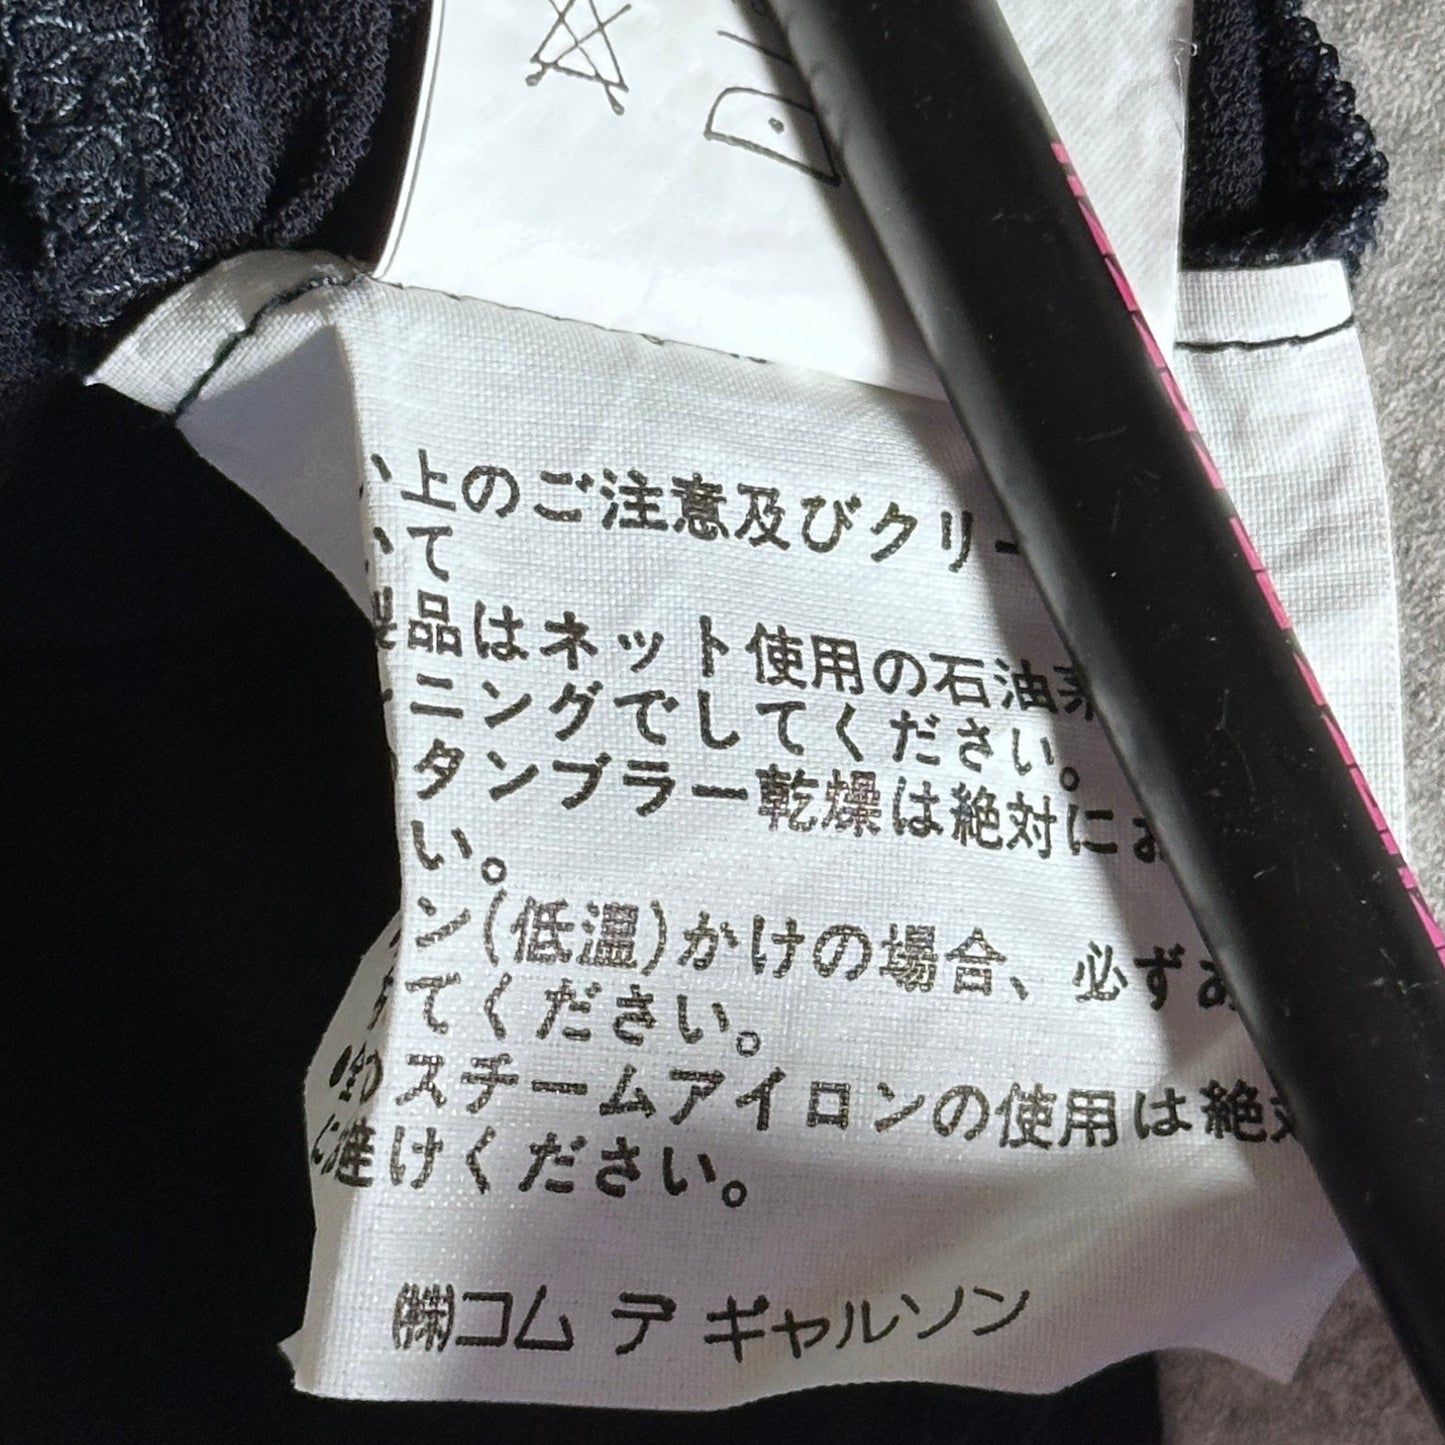 上のご注意及びクリー
いて
製品はネット使用の石油系
ニングでしてください。
タンブラー乾燥は絶対にお
い。
ン(低温)かけの場合、必ずあ
てください。
スチームアイロンの使用は絶対
にお避けください。
㈱コム デ ギャルソン